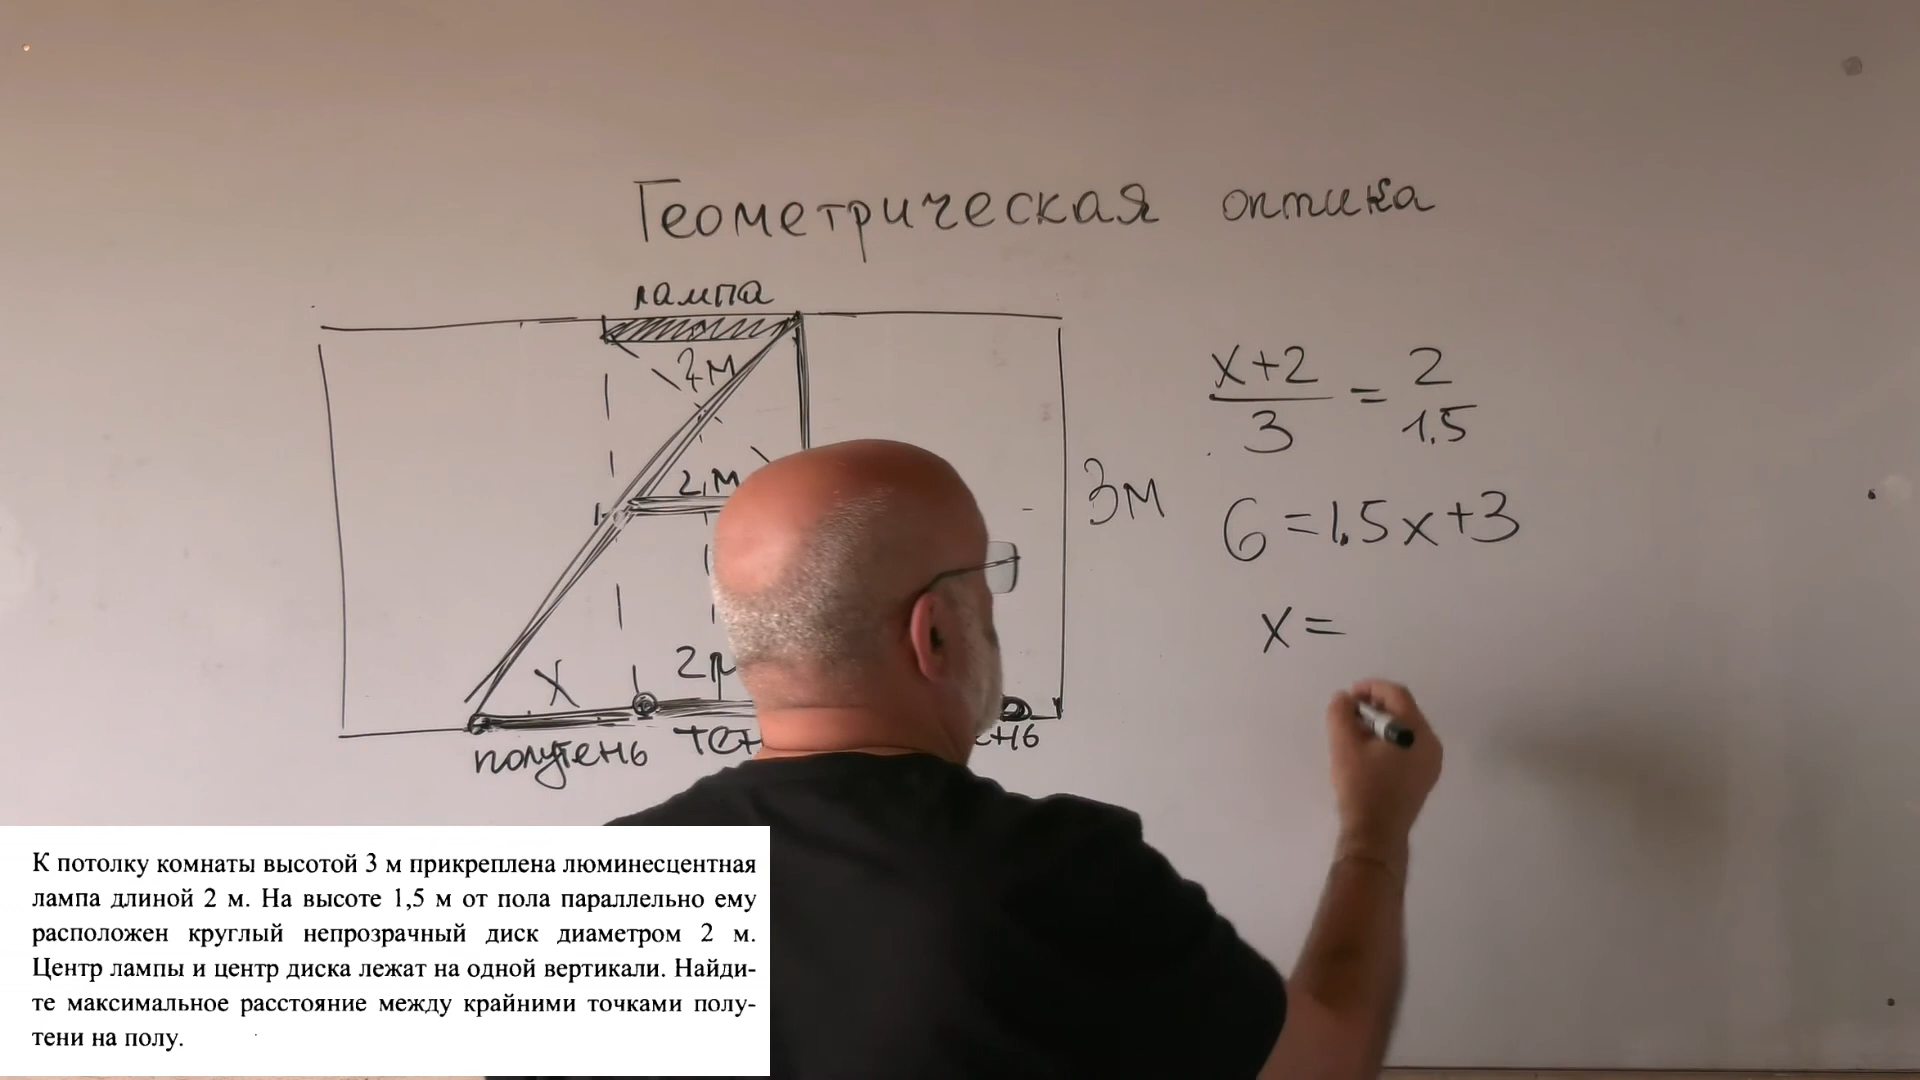 Геометрическая оптика
лампа
2м
2м
3м
x 2м
полутень
x+2/3 = 2/1.5
6=1.5x+3
x=
К потолку комнаты высотой 3 м прикреплена люминесцентная
лампа длиной 2 м. На высоте 1,5 м от пола параллельно ему
расположен круглый непрозрачный диск диаметром 2 м.
Центр лампы и центр диска лежат на одной вертикали. Найди-
те максимальное расстояние между крайними точками полу-
тени на полу.